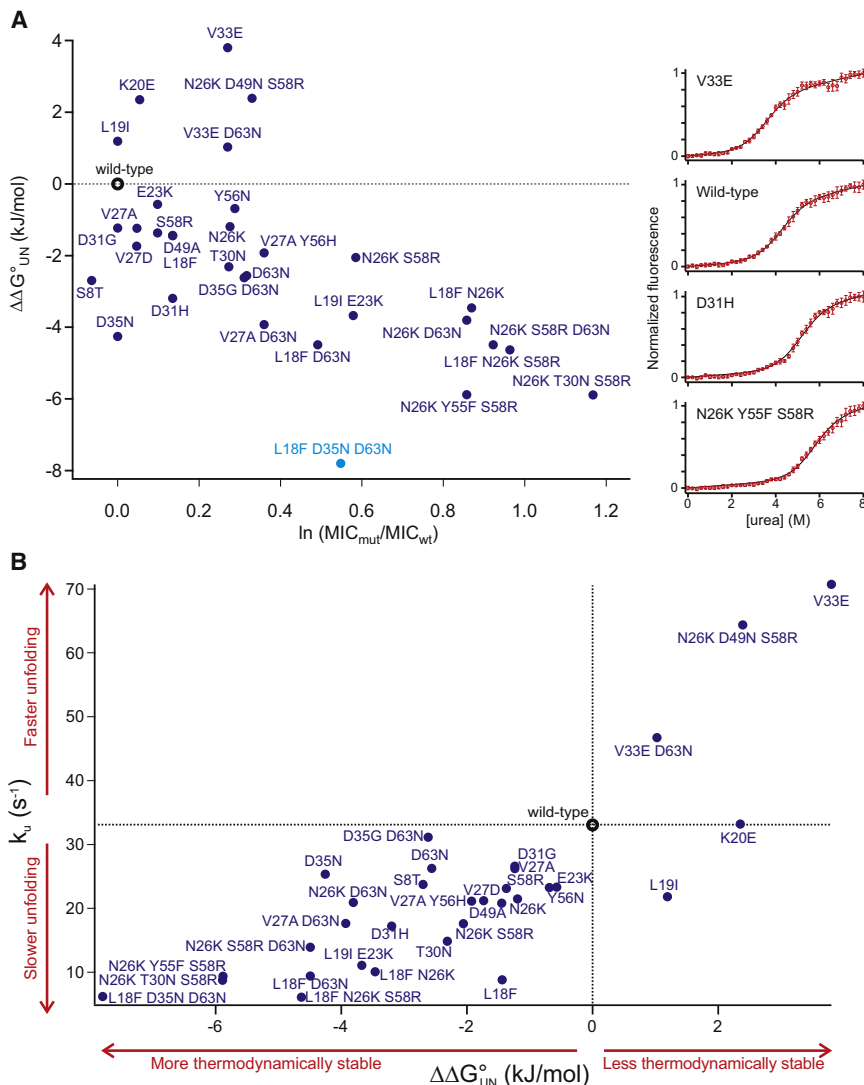 A
4
2
0
-2
-4
-6
-8
ΔΔG°UN (kJ/mol)
V33E
K20E
N26K D49N S58R
L19I
V33E D63N
wild-type
E23K
Y56N
V27A
S58R
N26K
D31G
D49A
V27A Y56H
V27D
L18F
T30N
N26K S58R
D63N
S8T
D35G D63N
D31H
L19I E23K
L18F N26K
D35N
V27A D63N
N26K D63N
N26K S58R D63N
L18F D63N
L18F N26K S58R
N26K T30N S58R
N26K Y55F S58R
L18F D35N D63N
0.0 0.2 0.4 0.6 0.8 1.0 1.2
ln (MICmut/MICwt)
Normalized fluorescence
1
V33E
0
1
Wild-type
0
1
D31H
0
1
N26K Y55F S58R
0
0 2 4 6 8
[urea] (M)
B
Faster unfolding
Slower unfolding
ku (s-1)
70
60
50
40
30
20
10
V33E
N26K D49N S58R
V33E D63N
wild-type
K20E
D35G D63N
D31G
D35N
D63N
V27A
S8T
S58R
E23K
N26K D63N
V27A Y56H
V27D
Y56N
L19I
V27A D63N
D49A
N26K
D31H
N26K S58R
N26K S58R D63N
L19I E23K
T30N
N26K Y55F S58R
L18F N26K
N26K T30N S58R
L18F D63N
L18F
L18F D35N D63N
L18F N26K S58R
-6 -4 -2 0 2
More thermodynamically stable
Less thermodynamically stable
ΔΔG°UN (kJ/mol)